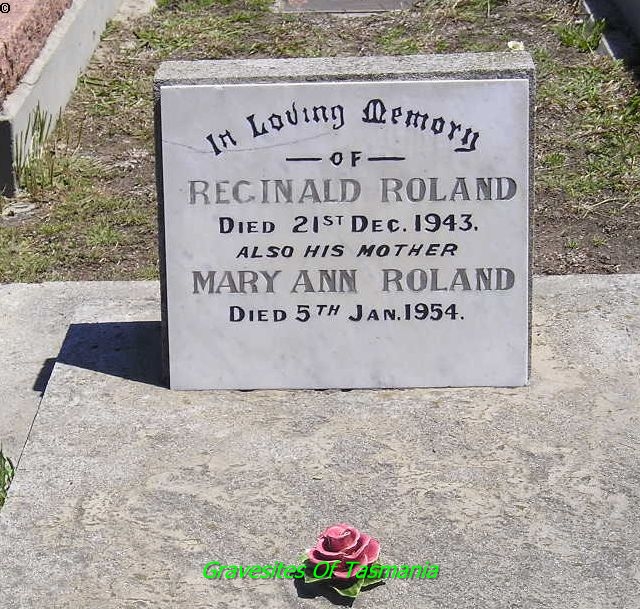 ©
In Loving Memory
— OF —
REGINALD ROLAND
DIED 21ST DEC. 1943.
ALSO HIS MOTHER
MARY ANN ROLAND
DIED 5TH JAN. 1954.
Gravesites Of Tasmania